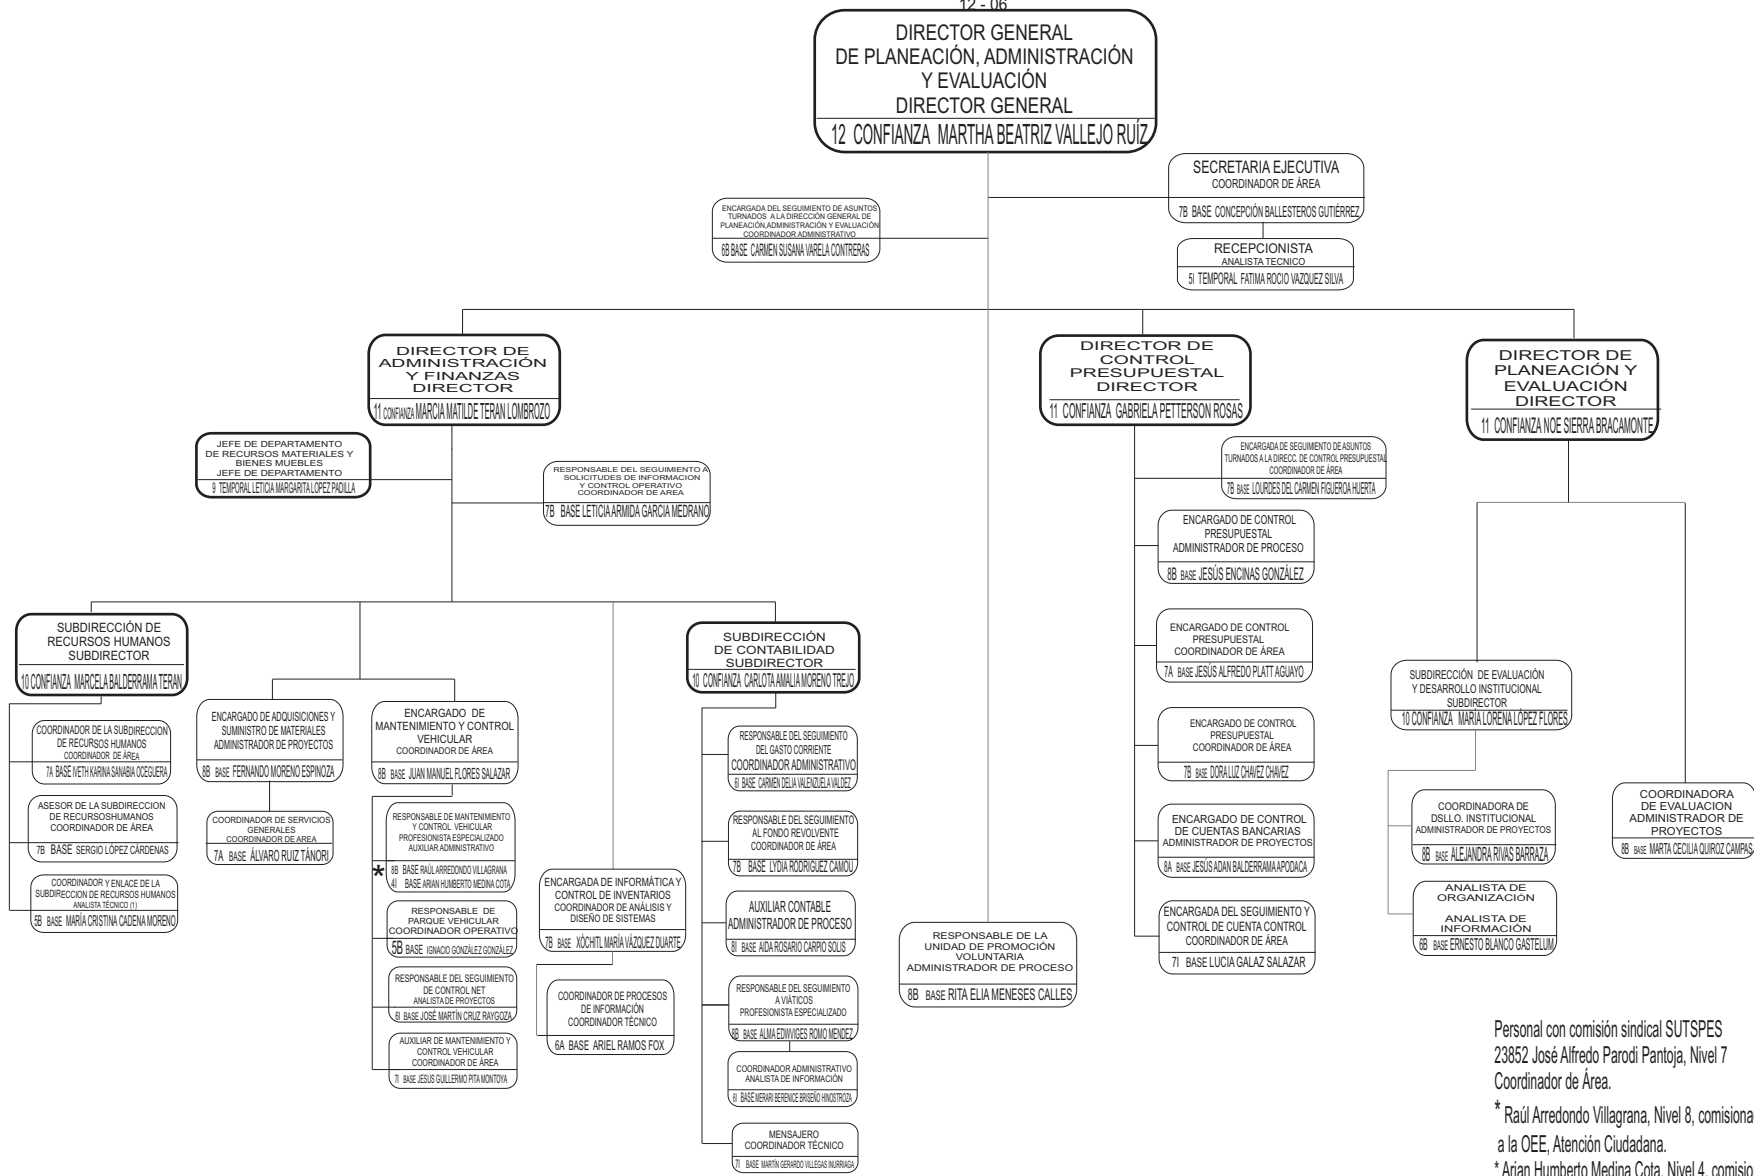 12 - 06
DIRECTOR GENERAL
DE PLANEACIÓN, ADMINISTRACIÓN
Y EVALUACIÓN
DIRECTOR GENERAL
12 CONFIANZA MARTHA BEATRIZ VALLEJO RUÍZ
SECRETARIA EJECUTIVA
COORDINADOR DE ÁREA
7B BASE CONCEPCIÓN BALLESTEROS GUTIÉRREZ
ENCARGADA DEL SEGUIMIENTO DE ASUNTOS
TURNADOS A LA DIRECCIÓN GENERAL DE
PLANEACIÓN,ADMINISTRACIÓN Y EVALUACIÓN
COORDINADOR ADMINISTRATIVO
6B BASE CARMEN SUSANA VARELA CONTRERAS
RECEPCIONISTA
ANALISTA TECNICO
5I TEMPORAL FATIMA ROCIO VAZQUEZ SILVA
DIRECTOR DE
ADMINISTRACIÓN
Y FINANZAS
DIRECTOR
11 CONFIANZA MARCIA MATILDE TERAN LOMBROZO
DIRECTOR DE
CONTROL
PRESUPUESTAL
DIRECTOR
11 CONFIANZA GABRIELA PETTERSON ROSAS
DIRECTOR DE
PLANEACIÓN Y
EVALUACIÓN
DIRECTOR
11 CONFIANZA NOE SIERRA BRACAMONTE
JEFE DE DEPARTAMENTO
DE RECURSOS MATERIALES Y
BIENES MUEBLES
JEFE DE DEPARTAMENTO
9 TEMPORAL LETICIA MARGARITA LOPEZ PADILLA
RESPONSABLE DEL SEGUIMIENTO A
SOLICITUDES DE INFORMACION
Y CONTROL OPERATIVO
COORDINADOR DE AREA
7B BASE LETICIA ARMIDA GARCIA MEDRANO
ENCARGADA DE SEGUIMIENTO DE ASUNTOS
TURNADOS A LA DIRECC. DE CONTROL PRESUPUESTAL
COORDINADOR DE ÁREA
7B BASE LOURDES DEL CARMEN FIGUEROA HUERTA
ENCARGADO DE CONTROL
PRESUPUESTAL
ADMINISTRADOR DE PROCESO
8B BASE JESÚS ENCINAS GONZÁLEZ
ENCARGADO DE CONTROL
PRESUPUESTAL
COORDINADOR DE ÁREA
7A BASE JESÚS ALFREDO PLATT AGUAYO
ENCARGADO DE CONTROL
PRESUPUESTAL
COORDINADOR DE ÁREA
7B BASE DORA LUZ CHAVEZ CHAVEZ
ENCARGADO DE CONTROL
DE CUENTAS BANCARIAS
ADMINISTRADOR DE PROYECTOS
8A BASE JESÚS ADAN BALDERRAMA APODACA
ENCARGADA DEL SEGUIMIENTO Y
CONTROL DE CUENTA CONTROL
COORDINADOR DE ÁREA
7I BASE LUCIA GALAZ SALAZAR
SUBDIRECCIÓN DE
RECURSOS HUMANOS
SUBDIRECTOR
10 CONFIANZA MARCELA BALDERRAMA TERAN
COORDINADOR DE LA SUBDIRECCION
DE RECURSOS HUMANOS
COORDINADOR DE ÁREA
7A BASE IVETH KARINA SANABIA OCEGUERA
ASESOR DE LA SUBDIRECCION
DE RECURSOSHUMANOS
COORDINADOR DE ÁREA
7B BASE SERGIO LÓPEZ CÁRDENAS
COORDINADOR Y ENLACE DE LA
SUBDIRECCION DE RECURSOS HUMANOS
ANALISTA TÉCNICO (1)
5B BASE MARÍA CRISTINA CADENA MORENO
ENCARGADO DE ADQUISICIONES Y
SUMINISTRO DE MATERIALES
ADMINISTRADOR DE PROYECTOS
8B BASE FERNANDO MORENO ESPINOZA
COORDINADOR DE SERVICIOS
GENERALES
COORDINADOR DE AREA
7A BASE ÁLVARO RUIZ TÁNORI
ENCARGADO DE
MANTENIMIENTO Y CONTROL
VEHICULAR
COORDINADOR DE ÁREA
8B BASE JUAN MANUEL FLORES SALAZAR
RESPONSABLE DE MANTENIMIENTO
Y CONTROL VEHICULAR
PROFESIONISTA ESPECIALIZADO
AUXILIAR ADMINISTRATIVO
* 8B BASE RAÚL ARREDONDO VILLAGRANA
4I BASE ARIAN HUMBERTO MEDINA COTA
RESPONSABLE DE
PARQUE VEHICULAR
COORDINADOR OPERATIVO
5B BASE IGNACIO GONZÁLEZ GONZÁLEZ
RESPONSABLE DEL SEGUIMIENTO
DE CONTROL NET
ANALISTA DE PROYECTOS
6I BASE JOSÉ MARTÍN CRUZ RAYGOZA
AUXILIAR DE MANTENIMIENTO Y
CONTROL VEHICULAR
COORDINADOR DE ÁREA
7I BASE JESUS GUILLERMO PITA MONTOYA
ENCARGADA DE INFORMÁTICA Y
CONTROL DE INVENTARIOS
COORDINADOR DE ANÁLISIS Y
DISEÑO DE SISTEMAS
7B BASE XÓCHITL MARÍA VÁZQUEZ DUARTE
COORDINADOR DE PROCESOS
DE INFORMACIÓN
COORDINADOR TÉCNICO
6A BASE ARIEL RAMOS FOX
SUBDIRECCIÓN
DE CONTABILIDAD
SUBDIRECTOR
10 CONFIANZA CARLOTA AMALIA MORENO TREJO
RESPONSABLE DEL SEGUIMIENTO
DEL GASTO CORRIENTE
COORDINADOR ADMINISTRATIVO
6I BASE CARMEN DELIA VALENZUELA VALDEZ
RESPONSABLE DEL SEGUIMIENTO
AL FONDO REVOLVENTE
COORDINADOR DE ÁREA
7B BASE LYDIA RODRÍGUEZ CAMOU
AUXILIAR CONTABLE
ADMINISTRADOR DE PROCESO
8I BASE AIDA ROSARIO CARPIO SOLIS
RESPONSABLE DEL SEGUIMIENTO
A VIÁTICOS
PROFESIONISTA ESPECIALIZADO
8B BASE ALMA EDWVIGES ROMO MENDEZ
COORDINADOR ADMINISTRATIVO
ANALISTA DE INFORMACIÓN
6I BASE MERARI BERENICE BRISEÑO HINOSTROZA
MENSAJERO
COORDINADOR TÉCNICO
7I BASE MARTÍN GERARDO VILLEGAS INURRIAGA
RESPONSABLE DE LA
UNIDAD DE PROMOCIÓN
VOLUNTARIA
ADMINISTRADOR DE PROCESO
8B BASE RITA ELIA MENESES CALLES
SUBDIRECCIÓN DE EVALUACIÓN
Y DESARROLLO INSTITUCIONAL
SUBDIRECTOR
10 CONFIANZA MARÍA LORENA LÓPEZ FLORES
COORDINADORA DE
DSLLO. INSTITUCIONAL
ADMINISTRADOR DE PROYECTOS
8B BASE ALEJANDRA RIVAS BARRAZA
ANALISTA DE
ORGANIZACIÓN
ANALISTA DE
INFORMACIÓN
6B BASE ERNESTO BLANCO GASTELUM
COORDINADORA
DE EVALUACION
ADMINISTRADOR DE
PROYECTOS
8B BASE MARTA CECILIA QUIROZ CAMPAS
Personal con comisión sindical SUTSPES
23852 José Alfredo Parodi Pantoja, Nivel 7
Coordinador de Área.
* Raúl Arredondo Villagrana, Nivel 8, comisiona
a la OEE, Atención Ciudadana.
* Arian Humberto Medina Cota, Nivel 4, comisio